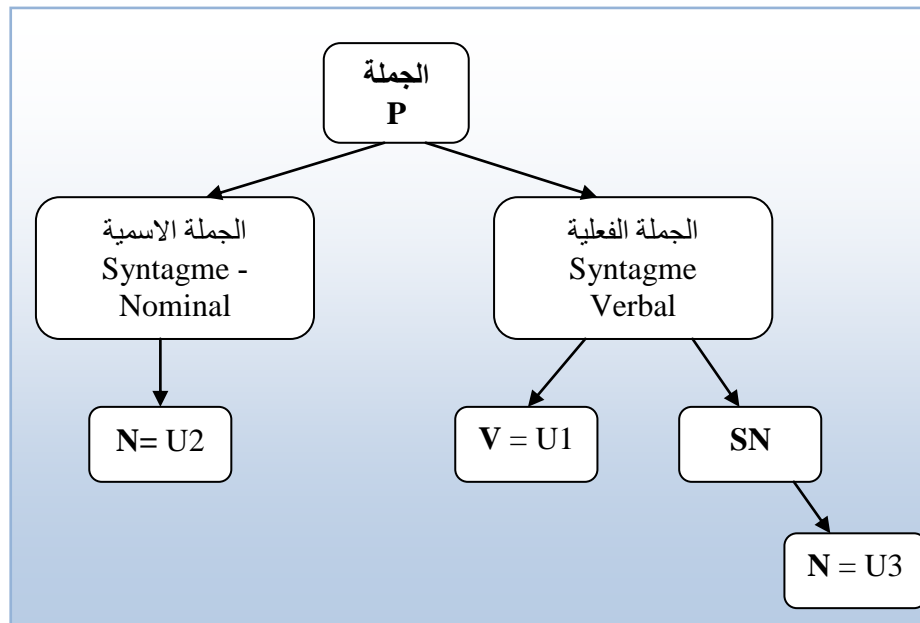 الجملة
P
الجملة الاسمية
Syntagme -
Nominal
الجملة الفعلية
Syntagme
Verbal
N= U2
V = U1
SN
N = U3